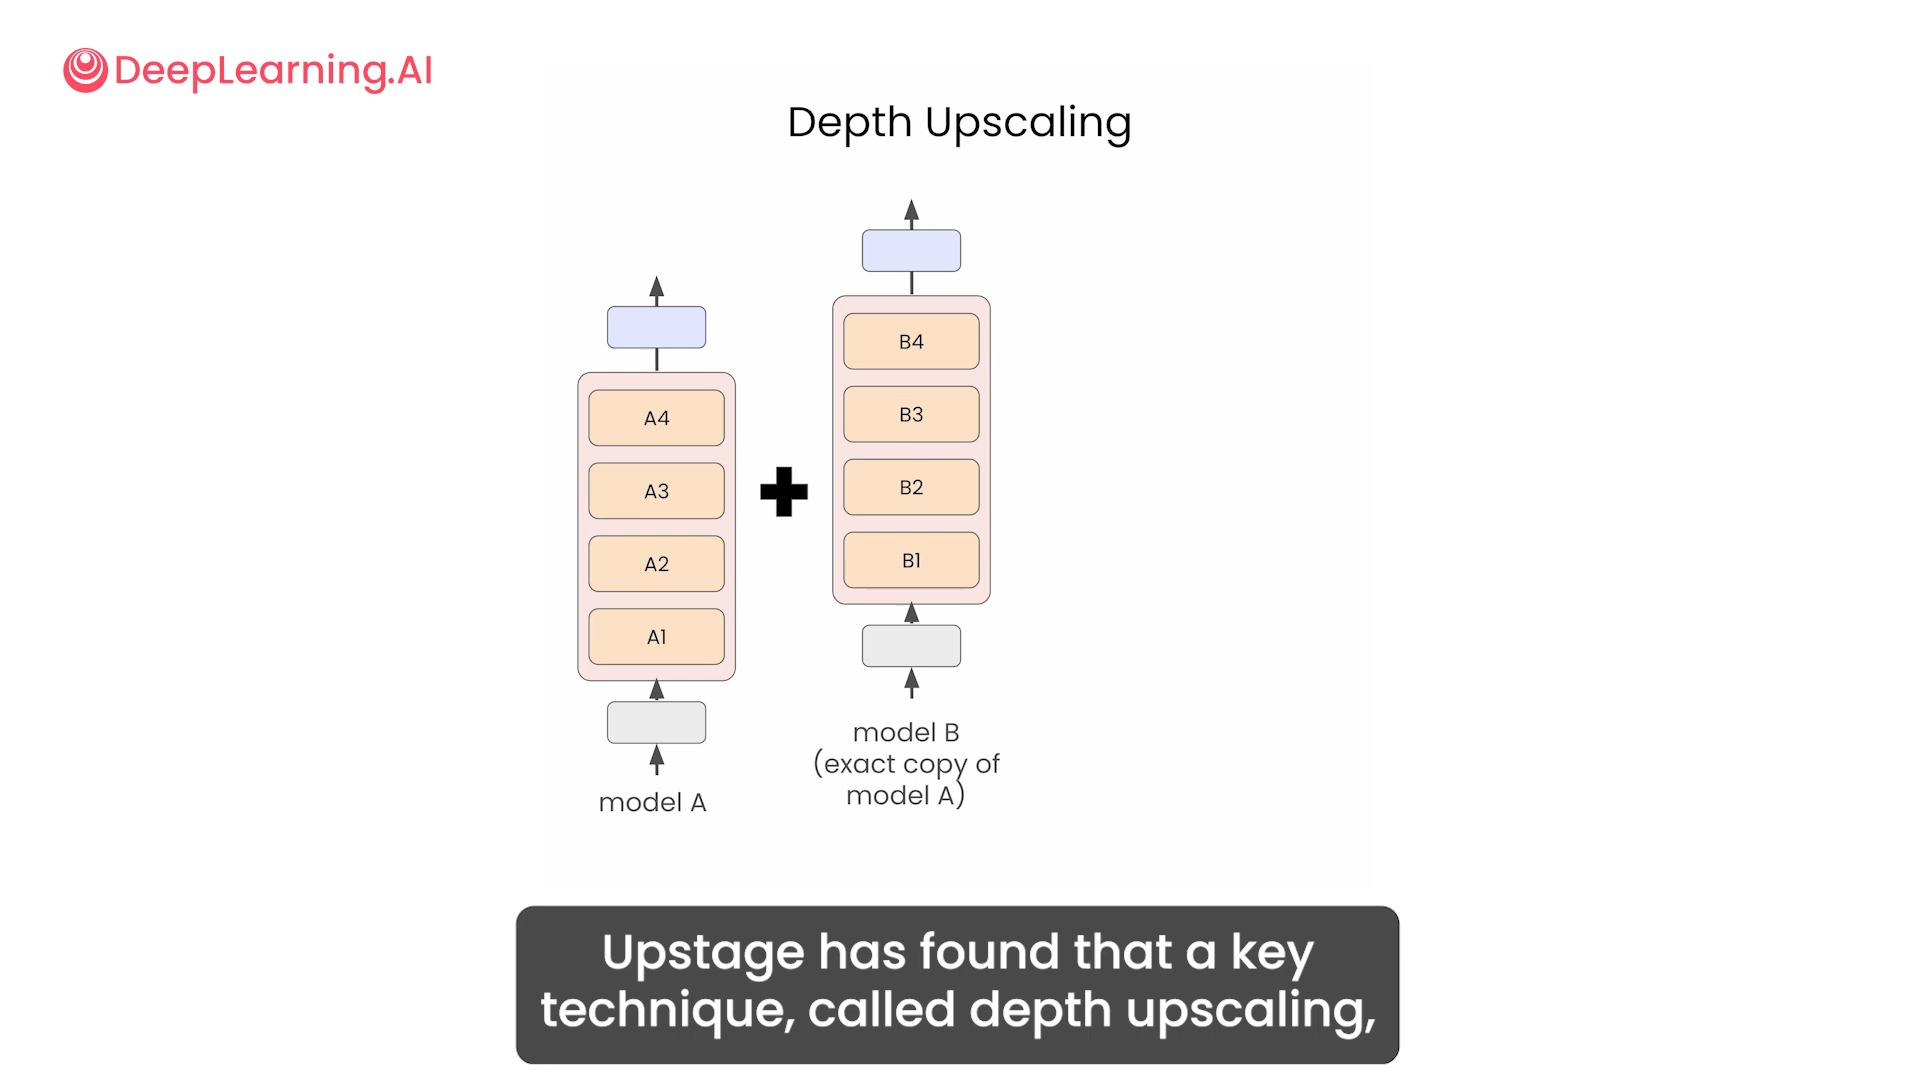 DeepLearning.AI
Depth Upscaling
A4
A3
A2
A1
model A
B4
B3
B2
B1
model B
(exact copy of
model A)
Upstage has found that a key
technique, called depth upscaling,